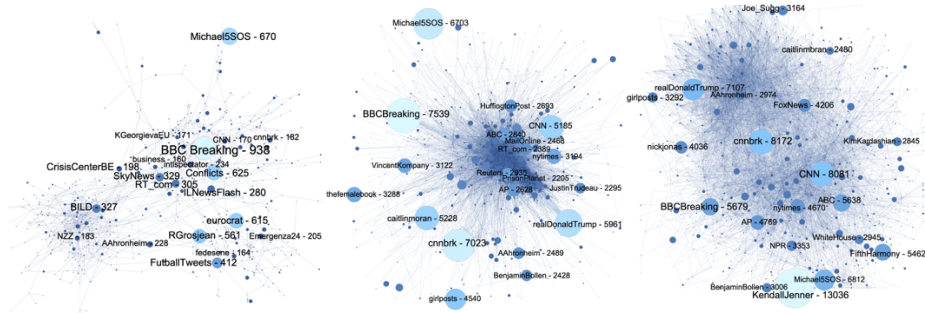 Michael5SOS - 670
KGeorgievaEU - 171
CNN - 170
cnnbrk - 182
BBC Breaking - 938
business - 160
intlspectator - 234
CrisisCenterBE - 198
SkyNews - 329
Conflicts - 625
RT_com - 305
ILNewsFlash - 280
BILD - 327
eurocrat - 615
NZZ - 183
RGrosjean - 561
Emergenza24 - 205
AAhronheim - 228
fedesene - 164
FutballTweets - 412
Michael5SOS - 6703
HuffingtonPost - 2693
BBCBreaking - 7539
CNN - 5185
ABC - 2840
MailOnline - 2468
RT_com - 2389
nytimes - 3194
VincentKompany - 3122
Reuters - 2935
PrisonPlanet - 2205
AP - 2628
JustinTrudeau - 2295
thefemalebook - 3288
caitlinmoran - 5228
realDonaldTrump - 5961
cnnbrk - 7023
AAhronheim - 2489
BenjaminBollen - 2428
girlposts - 4540
Joe_Sugg - 3164
caitlinmbran - 2480
realDonaldTrump - 7107
AAhronheim - 2974
girlposts - 3292
FoxNews - 4206
cnnbrk - 8172
KimKardashian - 2845
nickjonas - 4036
CNN - 8081
BBCBreaking - 5679
ABC - 5638
nytimes - 4670
AP - 4769
WhiteHouse - 2945
NPR - 3353
FifthHarmony - 5462
Michael5SOS - 6812
BenjaminBollen - 3006
KendallJenner - 13036